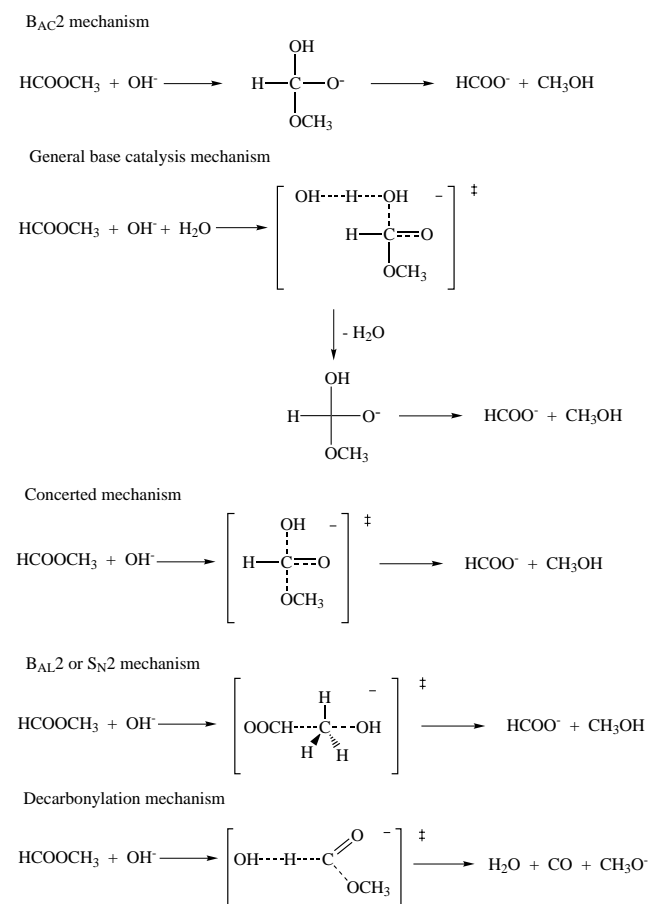 B_AC2 mechanism
OH
HCOOCH3 + OH- H C O- HCOO- + CH3OH
OCH3
General base catalysis mechanism
OH H OH – ‡
HCOOCH3 + OH- + H2O H C O
OCH3
- H2O
OH
H O- HCOO- + CH3OH
OCH3
Concerted mechanism
OH – ‡
HCOOCH3 + OH- H C O HCOO- + CH3OH
OCH3
B_AL2 or S_N2 mechanism
H – ‡
HCOOCH3 + OH- OOCH C OH HCOO- + CH3OH
H H
Decarbonylation mechanism
O – ‡
HCOOCH3 + OH- OH H C H2O + CO + CH3O-
OCH3